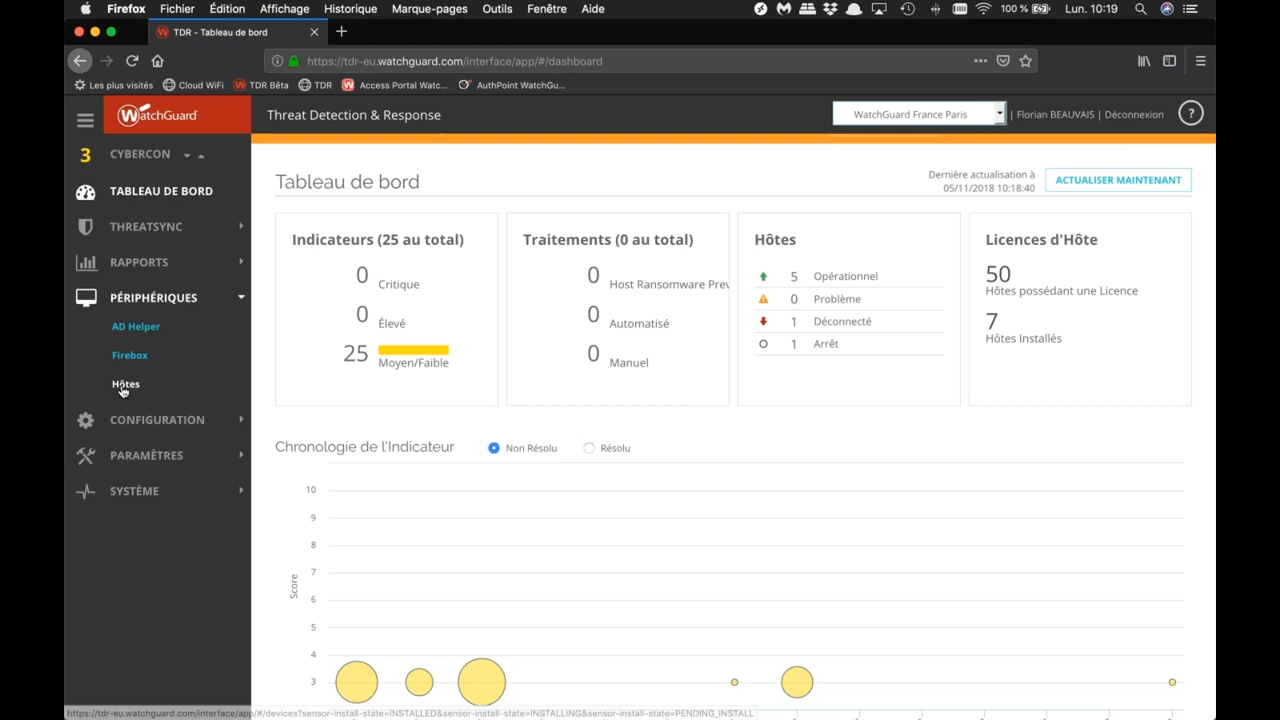 Firefox Fichier Édition Affichage Historique Marque-pages Outils Fenêtre Aide 100 % Lun. 10:19
TDR - Tableau de bord
https://tdr-eu.watchguard.com/interface/app/#/dashboard
Les plus visités Cloud WiFi TDR Bêta TDR Access Portal Watc... AuthPoint WatchGu...
WatchGuard Threat Detection & Response WatchGuard France Paris | Florian BEAUVAIS | Déconnexion ?
3 CYBERCON
TABLEAU DE BORD
THREATSYNC
RAPPORTS
PÉRIPHÉRIQUES
AD Helper
Firebox
Hôtes
CONFIGURATION
PARAMÈTRES
SYSTÈME
Tableau de bord
Dernière actualisation à
05/11/2018 10:18:40
ACTUALISER MAINTENANT
Indicateurs (25 au total)
0 Critique
0 Élevé
25 Moyen/Faible
Traitements (0 au total)
0 Host Ransomware Prev
0 Automatisé
0 Manuel
Hôtes
5 Opérationnel
0 Problème
1 Déconnecté
1 Arrêt
Licences d'Hôte
50
Hôtes possédant une Licence
7
Hôtes Installés
Chronologie de l'Indicateur Non Résolu Résolu
10
9
8
7
6
5
4
3
Score
https://tdr-eu.watchguard.com/interface/app/#/devices?sensor-install-state=INSTALLED&sensor-install-state=INSTALLING&sensor-install-state=PENDING_INSTALL